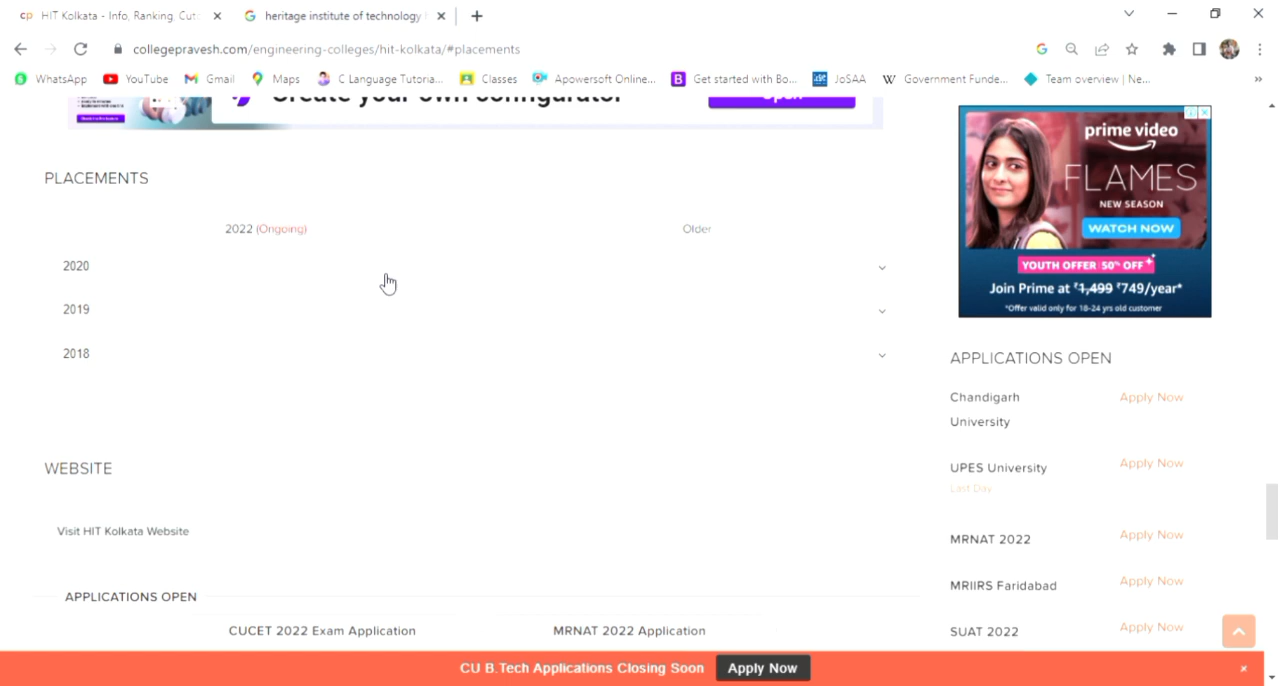 cp HIT Kolkata - Info, Ranking, Cut
heritage institute of technology
collegepravesh.com/engineering-colleges/hit-kolkata/#placements
WhatsApp YouTube Gmail Maps C Language Tutoria... Classes Apowersoft Online... B Get started with Bo... JoSAA W Government Funde... Team overview | Ne...
Create your own configurator
Open
PLACEMENTS
2022 (Ongoing) Older
2020
2019
2018
WEBSITE
Visit HIT Kolkata Website
APPLICATIONS OPEN
CUCET 2022 Exam Application MRNAT 2022 Application
prime video
FLAMES
NEW SEASON
WATCH NOW
YOUTH OFFER 50% OFF
Join Prime at ₹1,499 ₹749/year*
*Offer valid only for 18-24 yrs old customer
APPLICATIONS OPEN
Chandigarh University Apply Now
UPES University Apply Now
Last Day
MRNAT 2022 Apply Now
MRIIRS Faridabad Apply Now
SUAT 2022 Apply Now
CU B.Tech Applications Closing Soon Apply Now